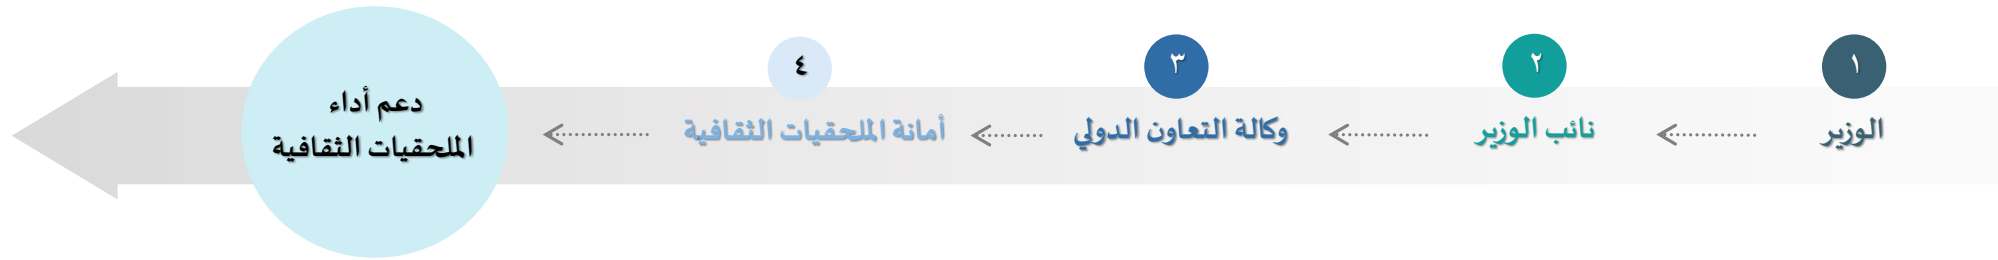 ١
الوزير
٢
نائب الوزير
٣
وكالة التعاون الدولي
٤
أمانة الملحقيات الثقافية
دعم أداء
الملحقيات الثقافية